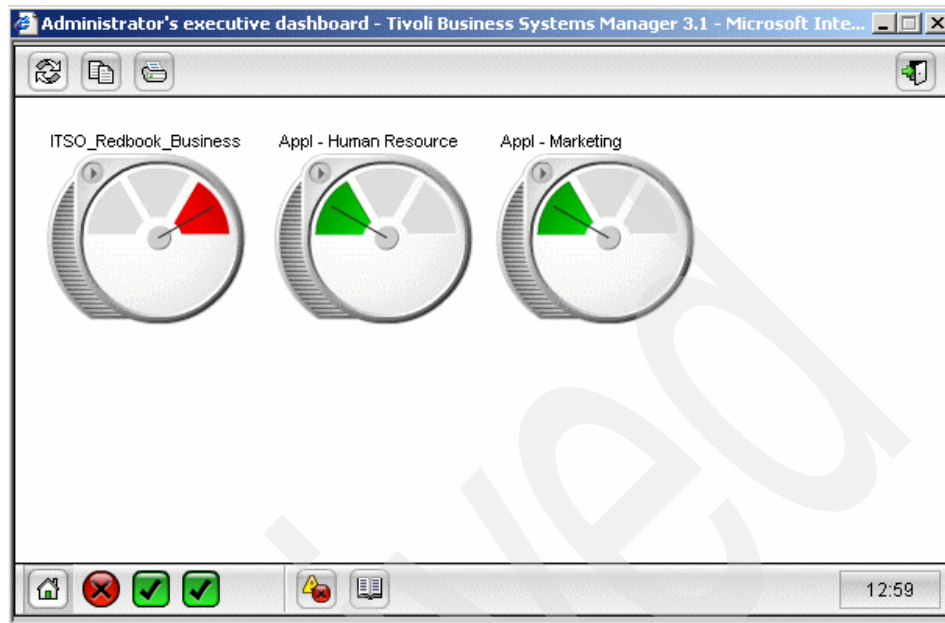 Administrator's executive dashboard - Tivoli Business Systems Manager 3.1 - Microsoft Inte...
ITSO_Redbook_Business
Appl - Human Resource
Appl - Marketing
12:59